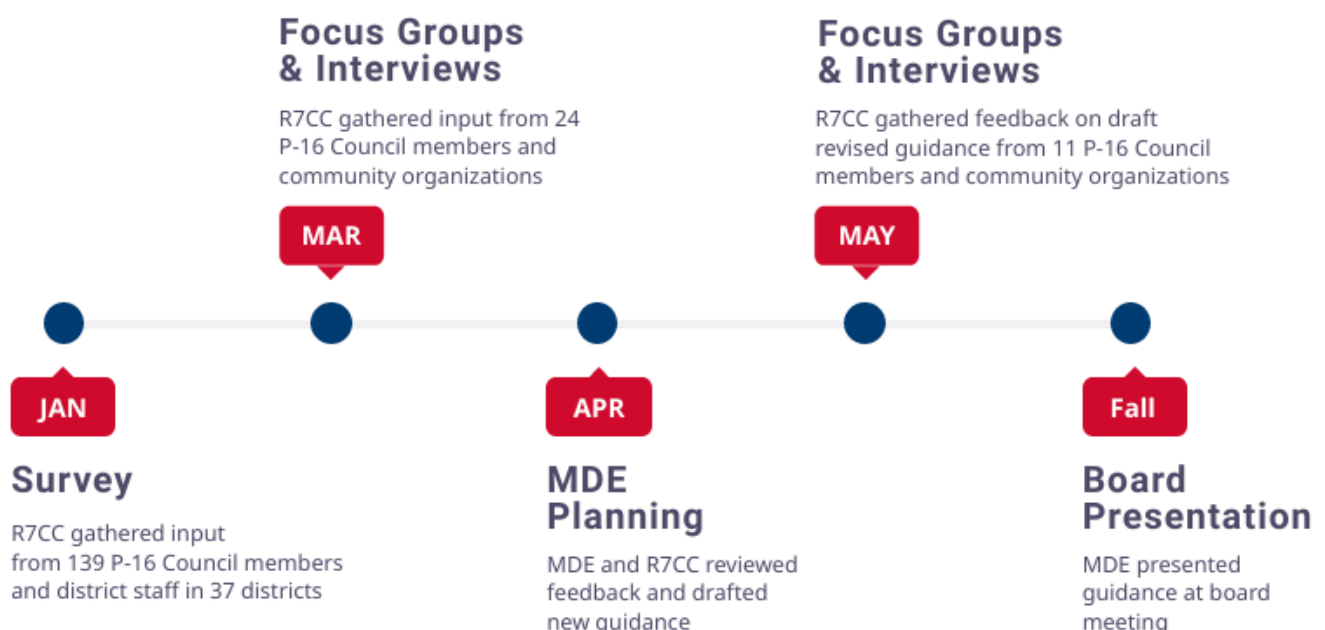 Focus Groups
& Interviews
R7CC gathered input from 24
P-16 Council members and
community organizations
MAR
Focus Groups
& Interviews
R7CC gathered feedback on draft
revised guidance from 11 P-16 Council
members and community organizations
MAY
JAN
Survey
R7CC gathered input
from 139 P-16 Council members
and district staff in 37 districts
APR
MDE
Planning
MDE and R7CC reviewed
feedback and drafted
new guidance
Fall
Board
Presentation
MDE presented
guidance at board
meeting